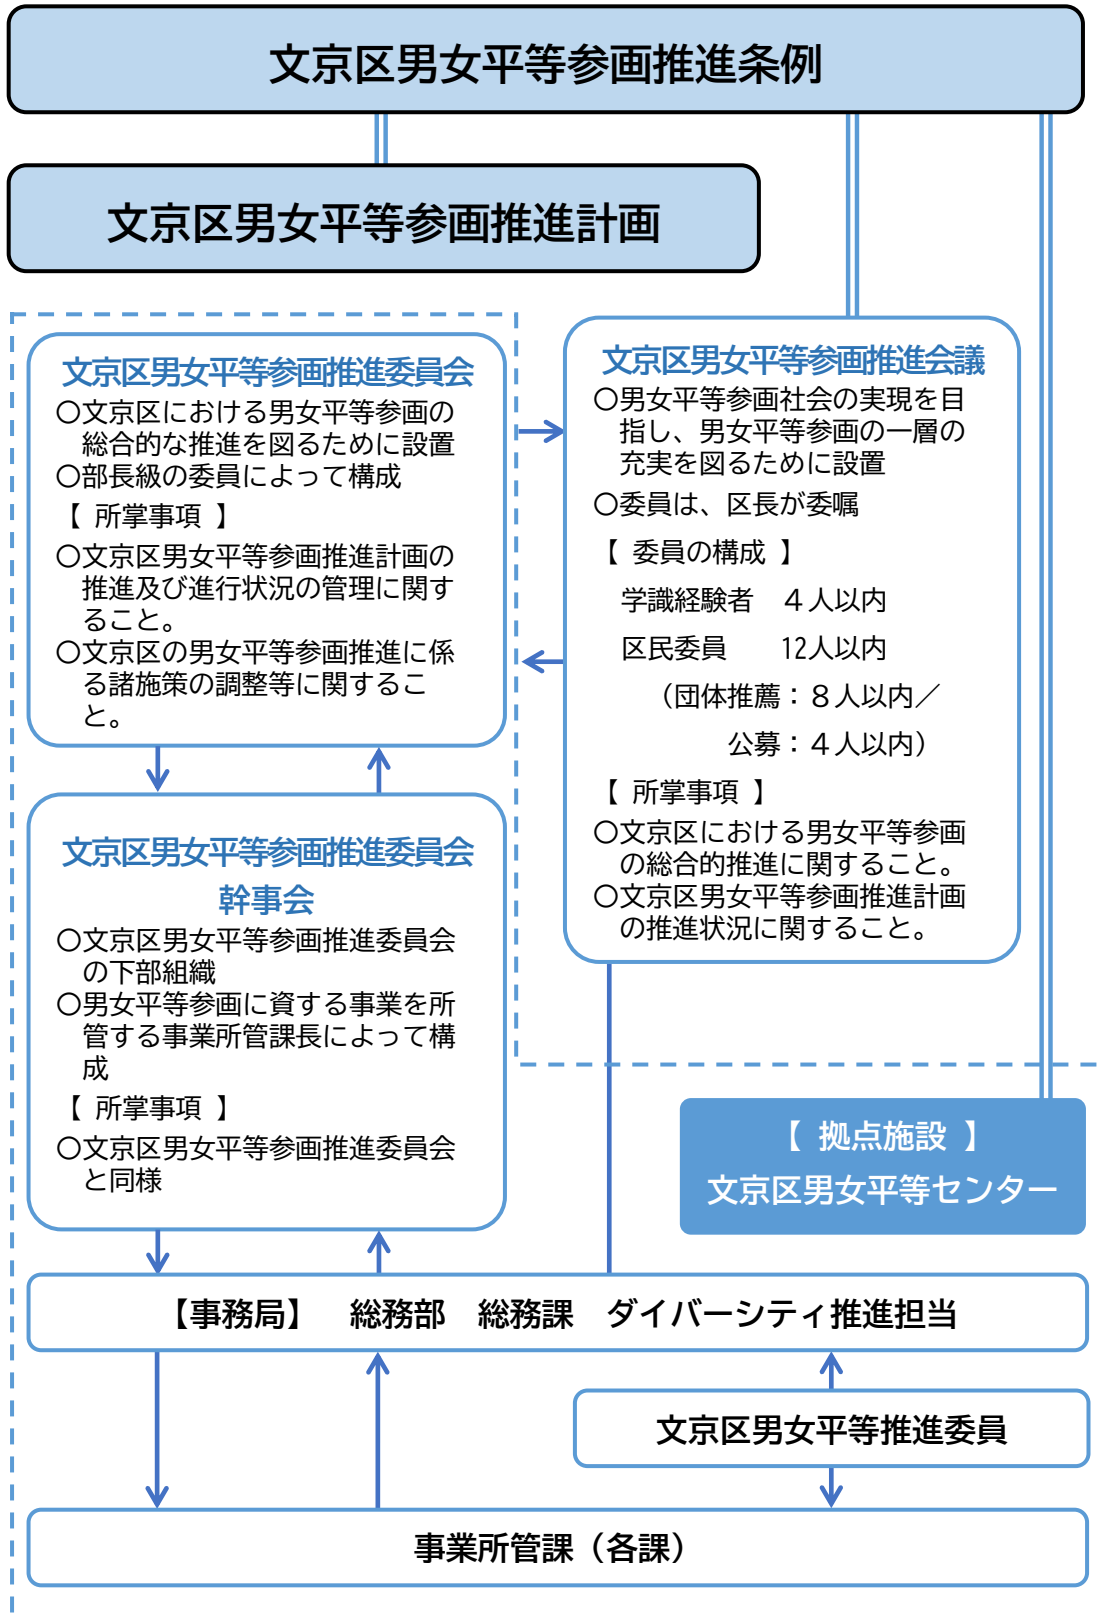 文京区男女平等参画推進条例
文京区男女平等参画推進計画
文京区男女平等参画推進委員会
〇文京区における男女平等参画の
総合的な推進を図るために設置
〇部長級の委員によって構成
【 所掌事項 】
〇文京区男女平等参画推進計画の
推進及び進行状況の管理に関す
ること。
〇文京区の男女平等参画推進に係
る諸施策の調整等に関するこ
と。
文京区男女平等参画推進会議
〇男女平等参画社会の実現を目
指し、男女平等参画の一層の
充実を図るために設置
〇委員は、区長が委嘱
【 委員の構成 】
学識経験者　４人以内
区民委員　　12人以内
（団体推薦：８人以内／
公募：４人以内）
【 所掌事項 】
〇文京区における男女平等参画
の総合的推進に関すること。
〇文京区男女平等参画推進計画
の推進状況に関すること。
文京区男女平等参画推進委員会
幹事会
〇文京区男女平等参画推進委員会
の下部組織
〇男女平等参画に資する事業を所
管する事業所管課長によって構
成
【 所掌事項 】
〇文京区男女平等参画推進委員会
と同様
【 拠点施設 】
文京区男女平等センター
【事務局】　総務部　総務課　ダイバーシティ推進担当
文京区男女平等推進委員
事業所管課（各課）